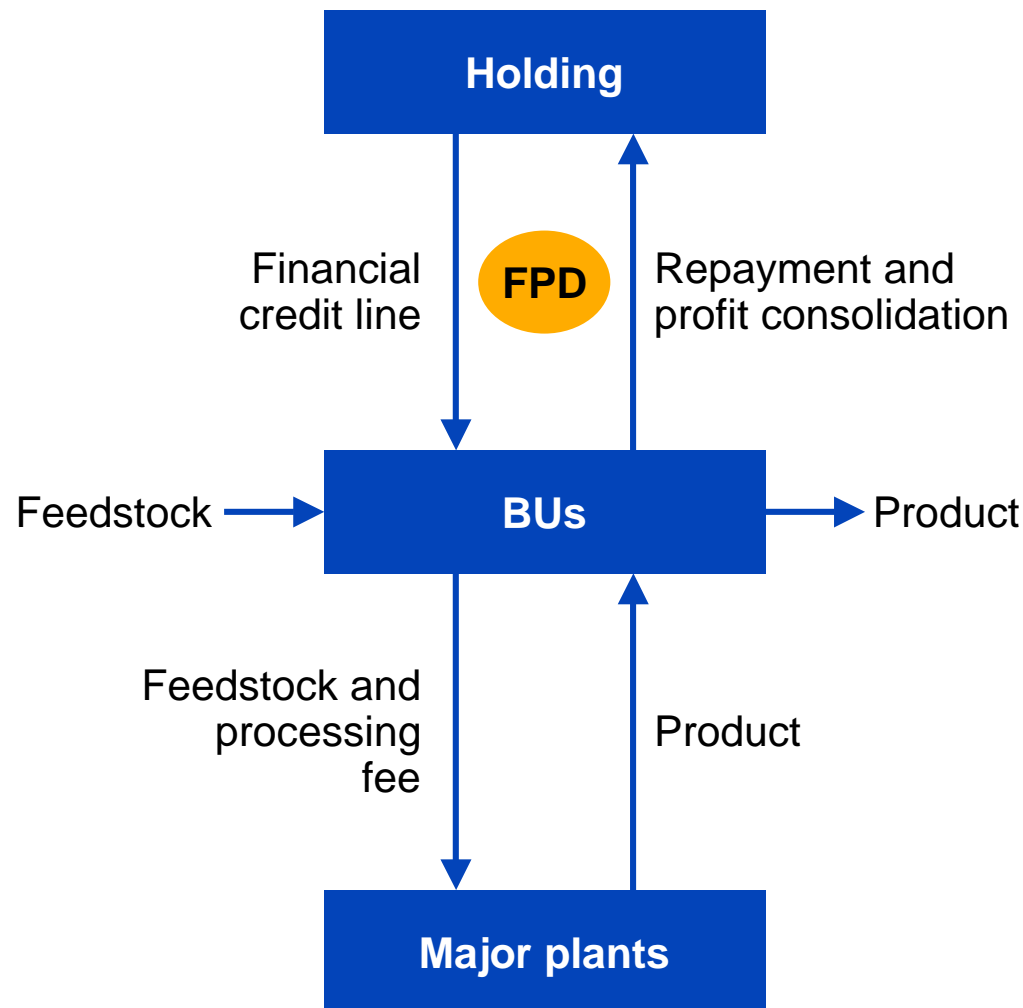 Holding
Financial
credit line
FPD
Repayment and
profit consolidation
Feedstock
BUs
Product
Feedstock and
processing
fee
Product
Major plants